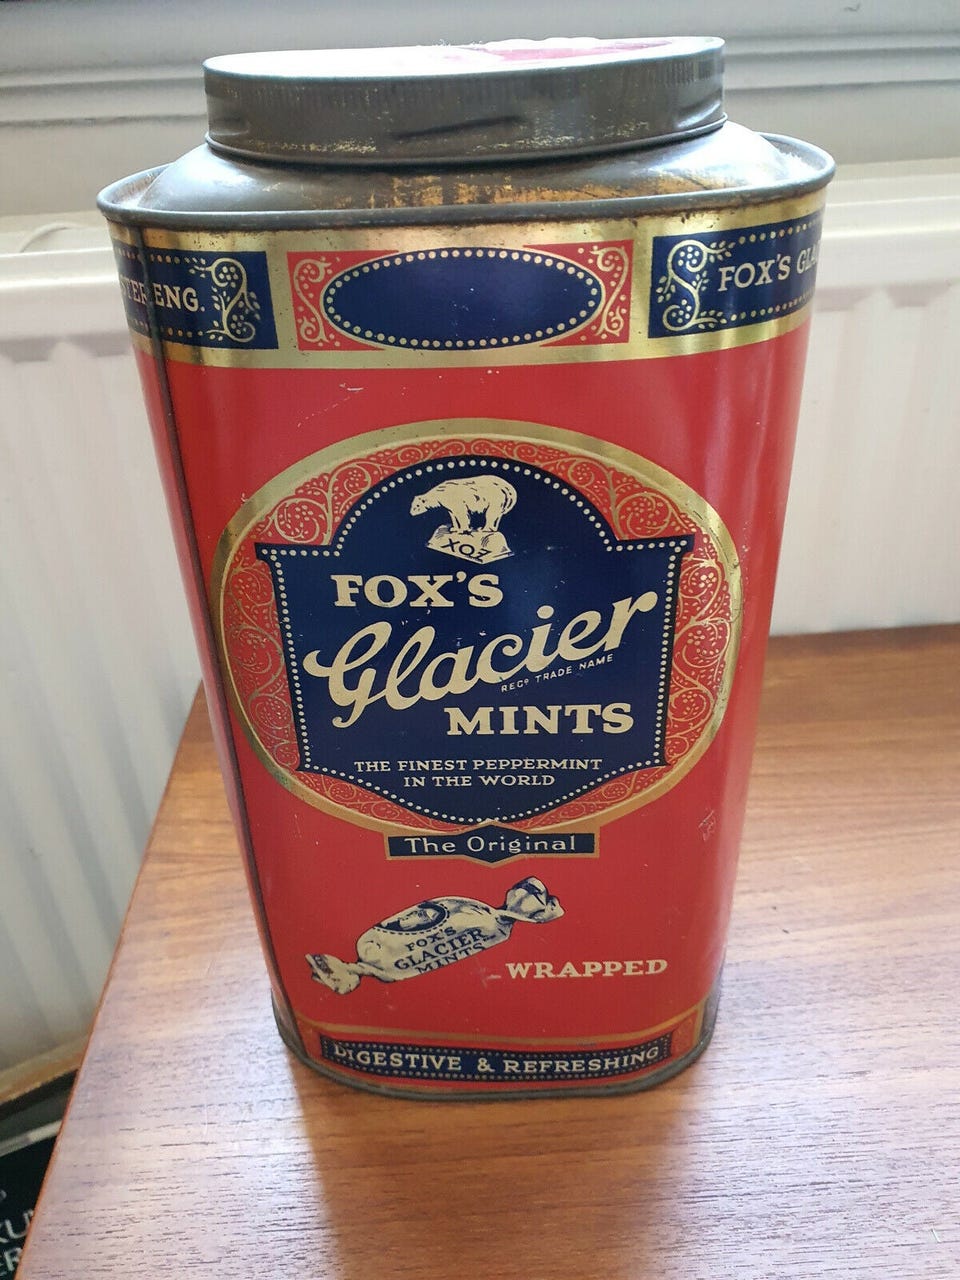 ENG.
FOX'S
XOZ
FOX'S
Glacier
REGD TRADE NAME
MINTS
THE FINEST PEPPERMINT
IN THE WORLD
The Original
FOX'S
GLACIER
MINTS
WRAPPED
DIGESTIVE & REFRESHING